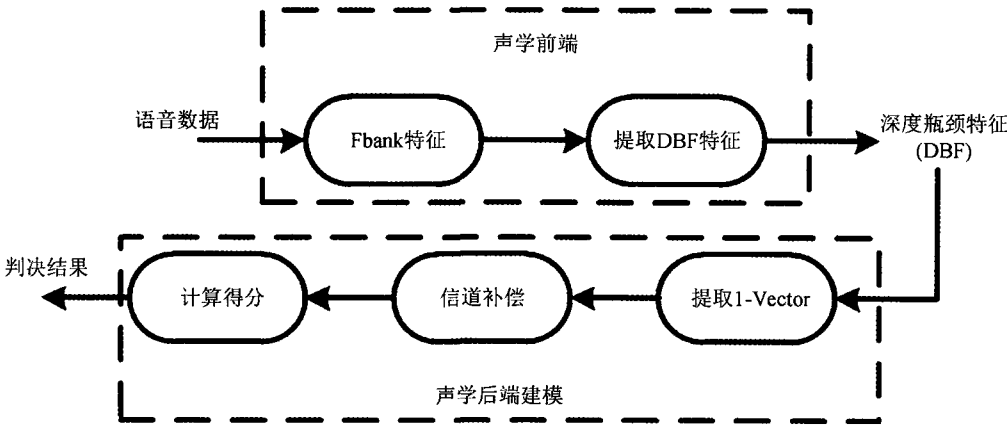 声学前端
语音数据
Fbank特征
提取DBF特征
深度瓶颈特征
(DBF)
判决结果
计算得分
信道补偿
提取1-Vector
声学后端建模